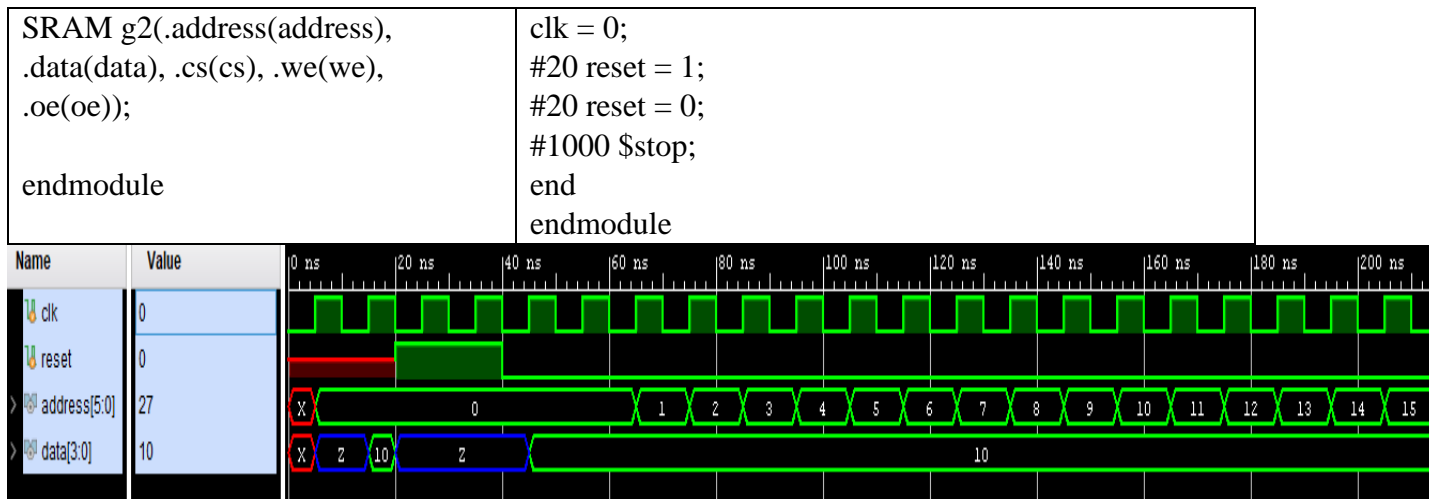 SRAM g2(.address(address),
.data(data), .cs(cs), .we(we),
.oe(oe));
endmodule
clk = 0;
#20 reset = 1;
#20 reset = 0;
#1000 $stop;
end
endmodule
Name Value 0 ns 20 ns 40 ns 60 ns 80 ns 100 ns 120 ns 140 ns 160 ns 180 ns 200 ns
clk 0
reset 0
address[5:0] 27 X 0 1 2 3 4 5 6 7 8 9 10 11 12 13 14 15
data[3:0] 10 X Z 10 Z 10